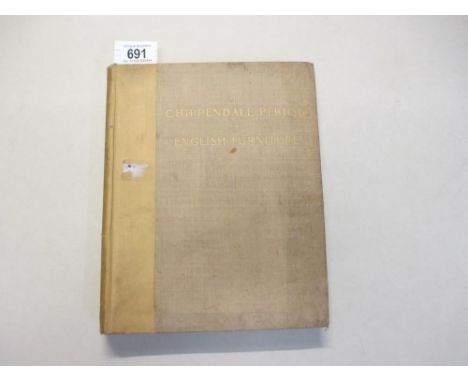 691
CHIPPENDALE PERIOD
ENGLISH FURNITURE